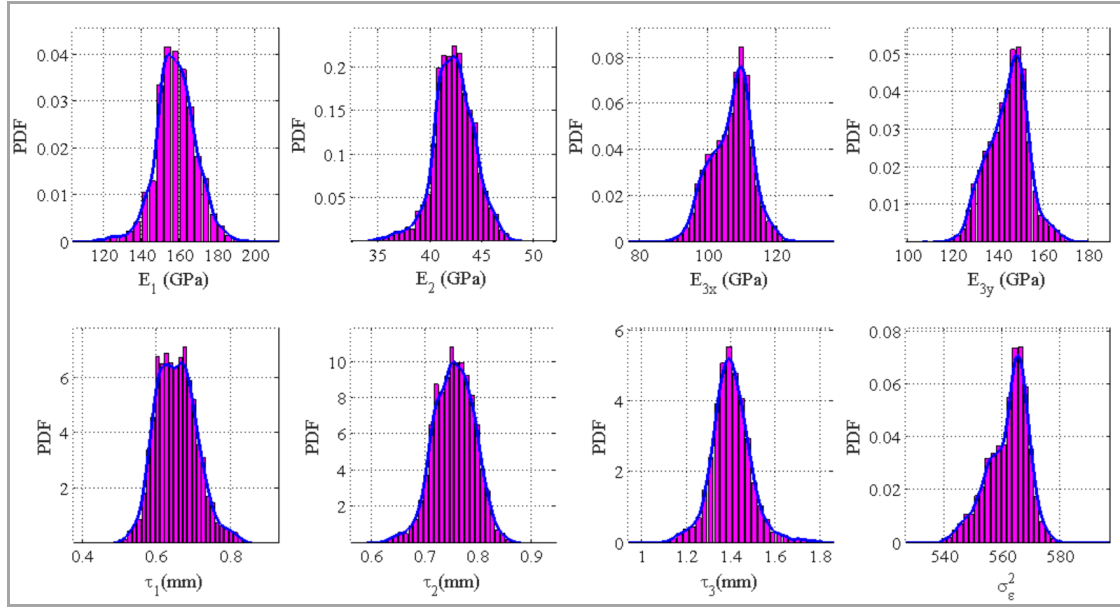 PDF
0.04
0.03
0.02
0.01
0
120 140 160 180 200
E1 (GPa)
PDF
0.2
0.15
0.1
0.05
35 40 45 50
E2 (GPa)
PDF
0.08
0.06
0.04
0.02
0
80 100 120
E3x (GPa)
PDF
0.05
0.04
0.03
0.02
0.01
100 120 140 160 180
E3y (GPa)
PDF
6
4
2
0.4 0.6 0.8
τ1(mm)
PDF
10
8
6
4
2
0.6 0.7 0.8 0.9
τ2(mm)
PDF
6
4
2
0
1 1.2 1.4 1.6 1.8
τ3(mm)
PDF
0.08
0.06
0.04
0.02
0
540 560 580
σε2